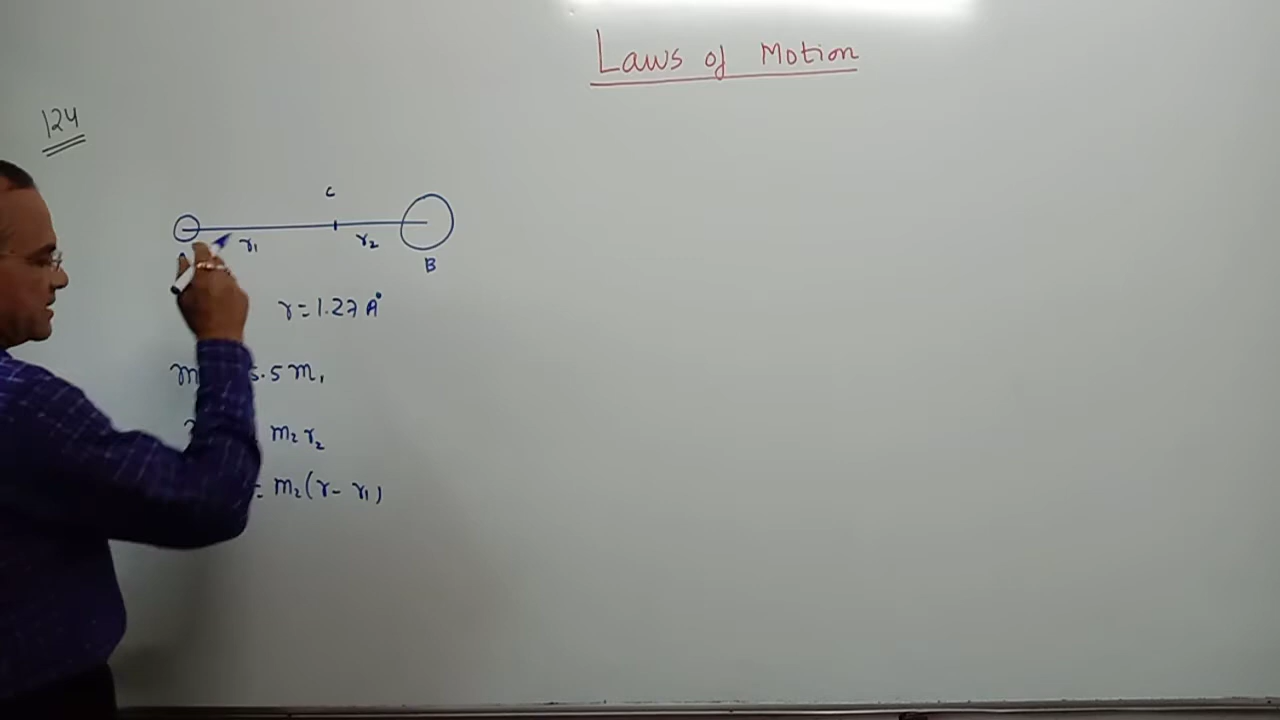 Laws of Motion
124
C
r₁ r₂
B
r = 1.27 A°
m 5.5 m₁
m₂ r₂
= m₂(r - r₁)